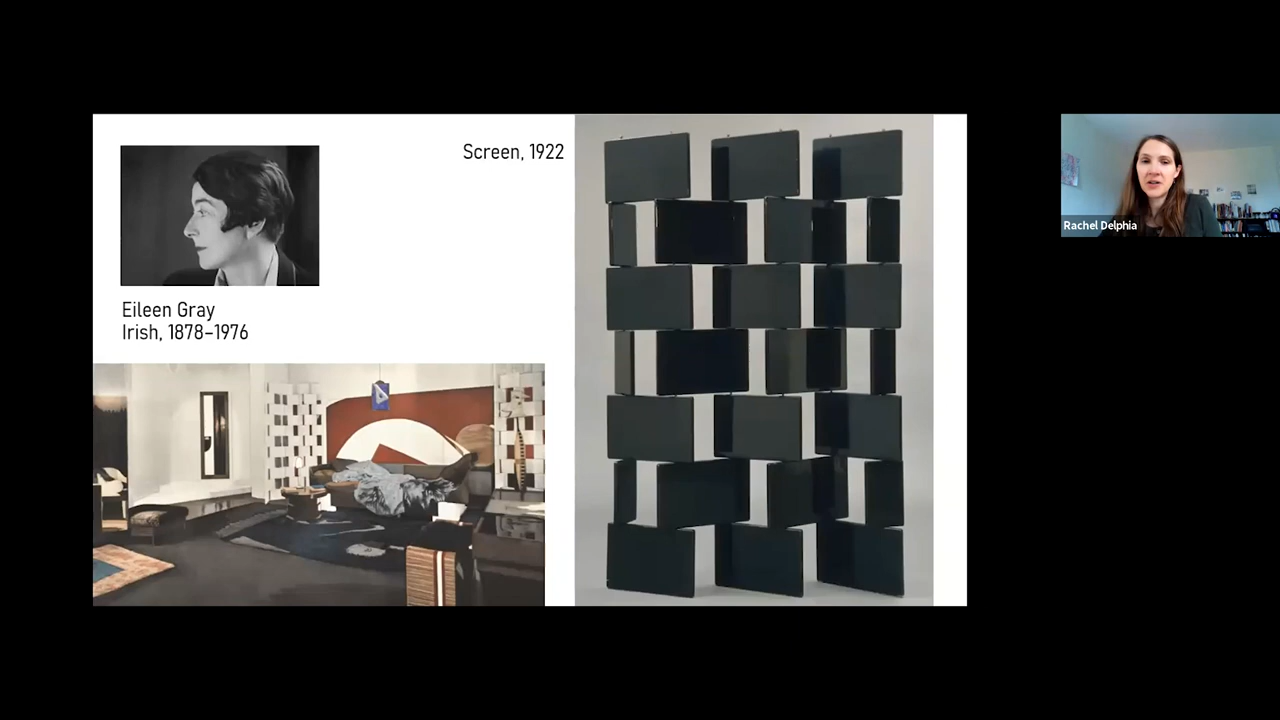 Screen, 1922
Eileen Gray
Irish, 1878–1976
Rachel Delphia